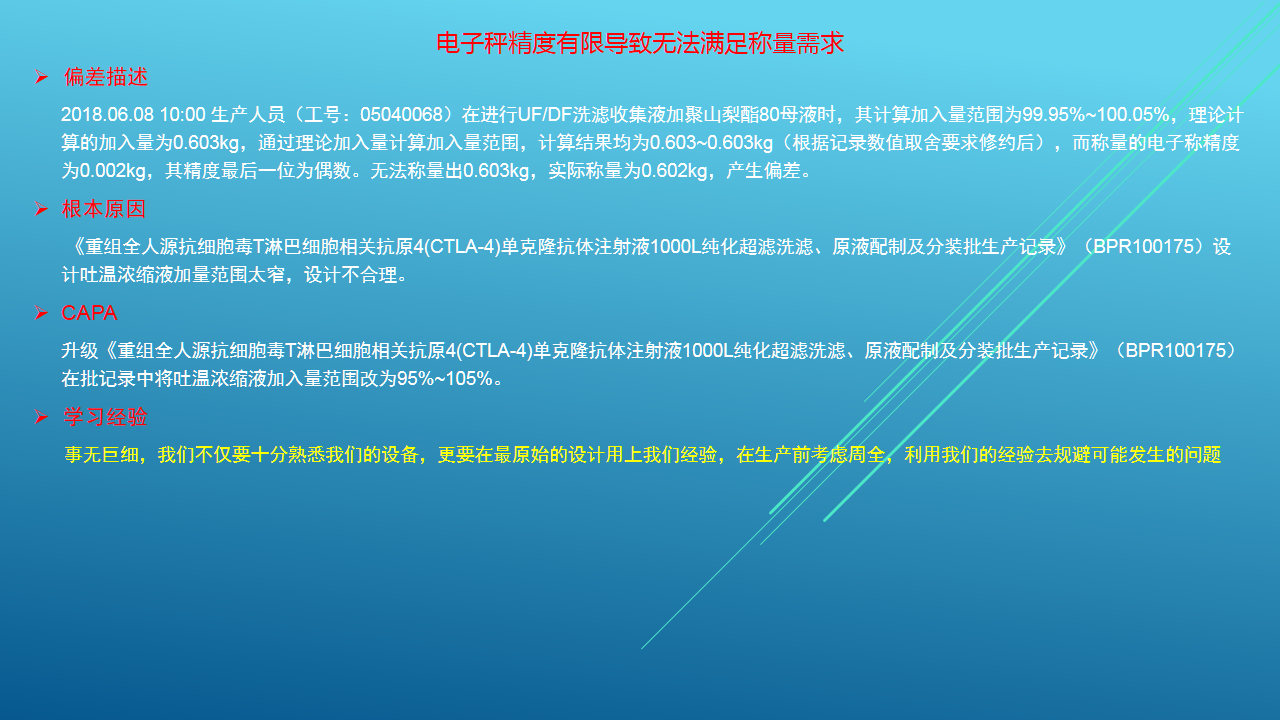 电子秤精度有限导致无法满足称量需求
偏差描述
2018.06.08 10:00 生产人员（工号：05040068）在进行UF/DF洗滤收集液加聚山梨酯80母液时，其计算加入量范围为99.95%~100.05%，理论计
算的加入量为0.603kg，通过理论加入量计算加入量范围，计算结果均为0.603~0.603kg（根据记录数值取舍要求修约后），而称量的电子称精度
为0.002kg，其精度最后一位为偶数。无法称量出0.603kg，实际称量为0.602kg，产生偏差。
根本原因
《重组全人源抗细胞毒T淋巴细胞相关抗原4(CTLA-4)单克隆抗体注射液1000L纯化超滤洗滤、原液配制及分装批生产记录》（BPR100175）设
计吐温浓缩液加量范围太窄，设计不合理。
CAPA
升级《重组全人源抗细胞毒T淋巴细胞相关抗原4(CTLA-4)单克隆抗体注射液1000L纯化超滤洗滤、原液配制及分装批生产记录》（BPR100175）
在批记录中将吐温浓缩液加入量范围改为95%~105%。
学习经验
事无巨细，我们不仅要十分熟悉我们的设备，更要在最原始的设计用上我们经验，在生产前考虑周全，利用我们的经验去规避可能发生的问题